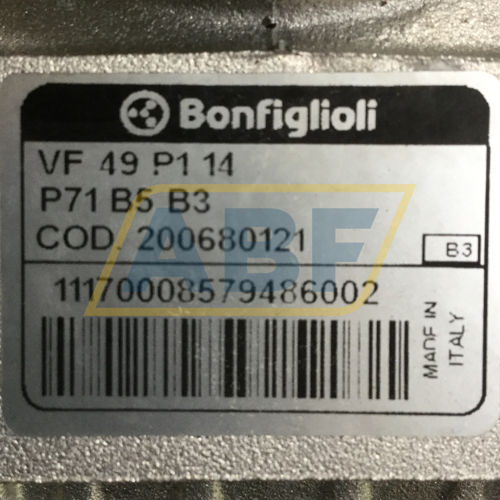 Bonfiglioli
VF 49 P1 14
P71 B5 B3
COD. 200680121
B3
11170008579486002
MADE IN
ITALY
ABF